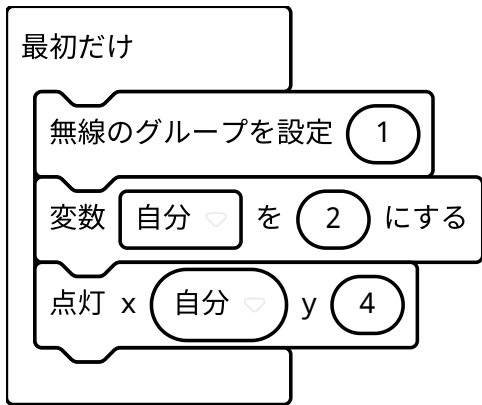 最初だけ
無線のグループを設定 1
変数 自分 を 2 にする
点灯 x 自分 y 4